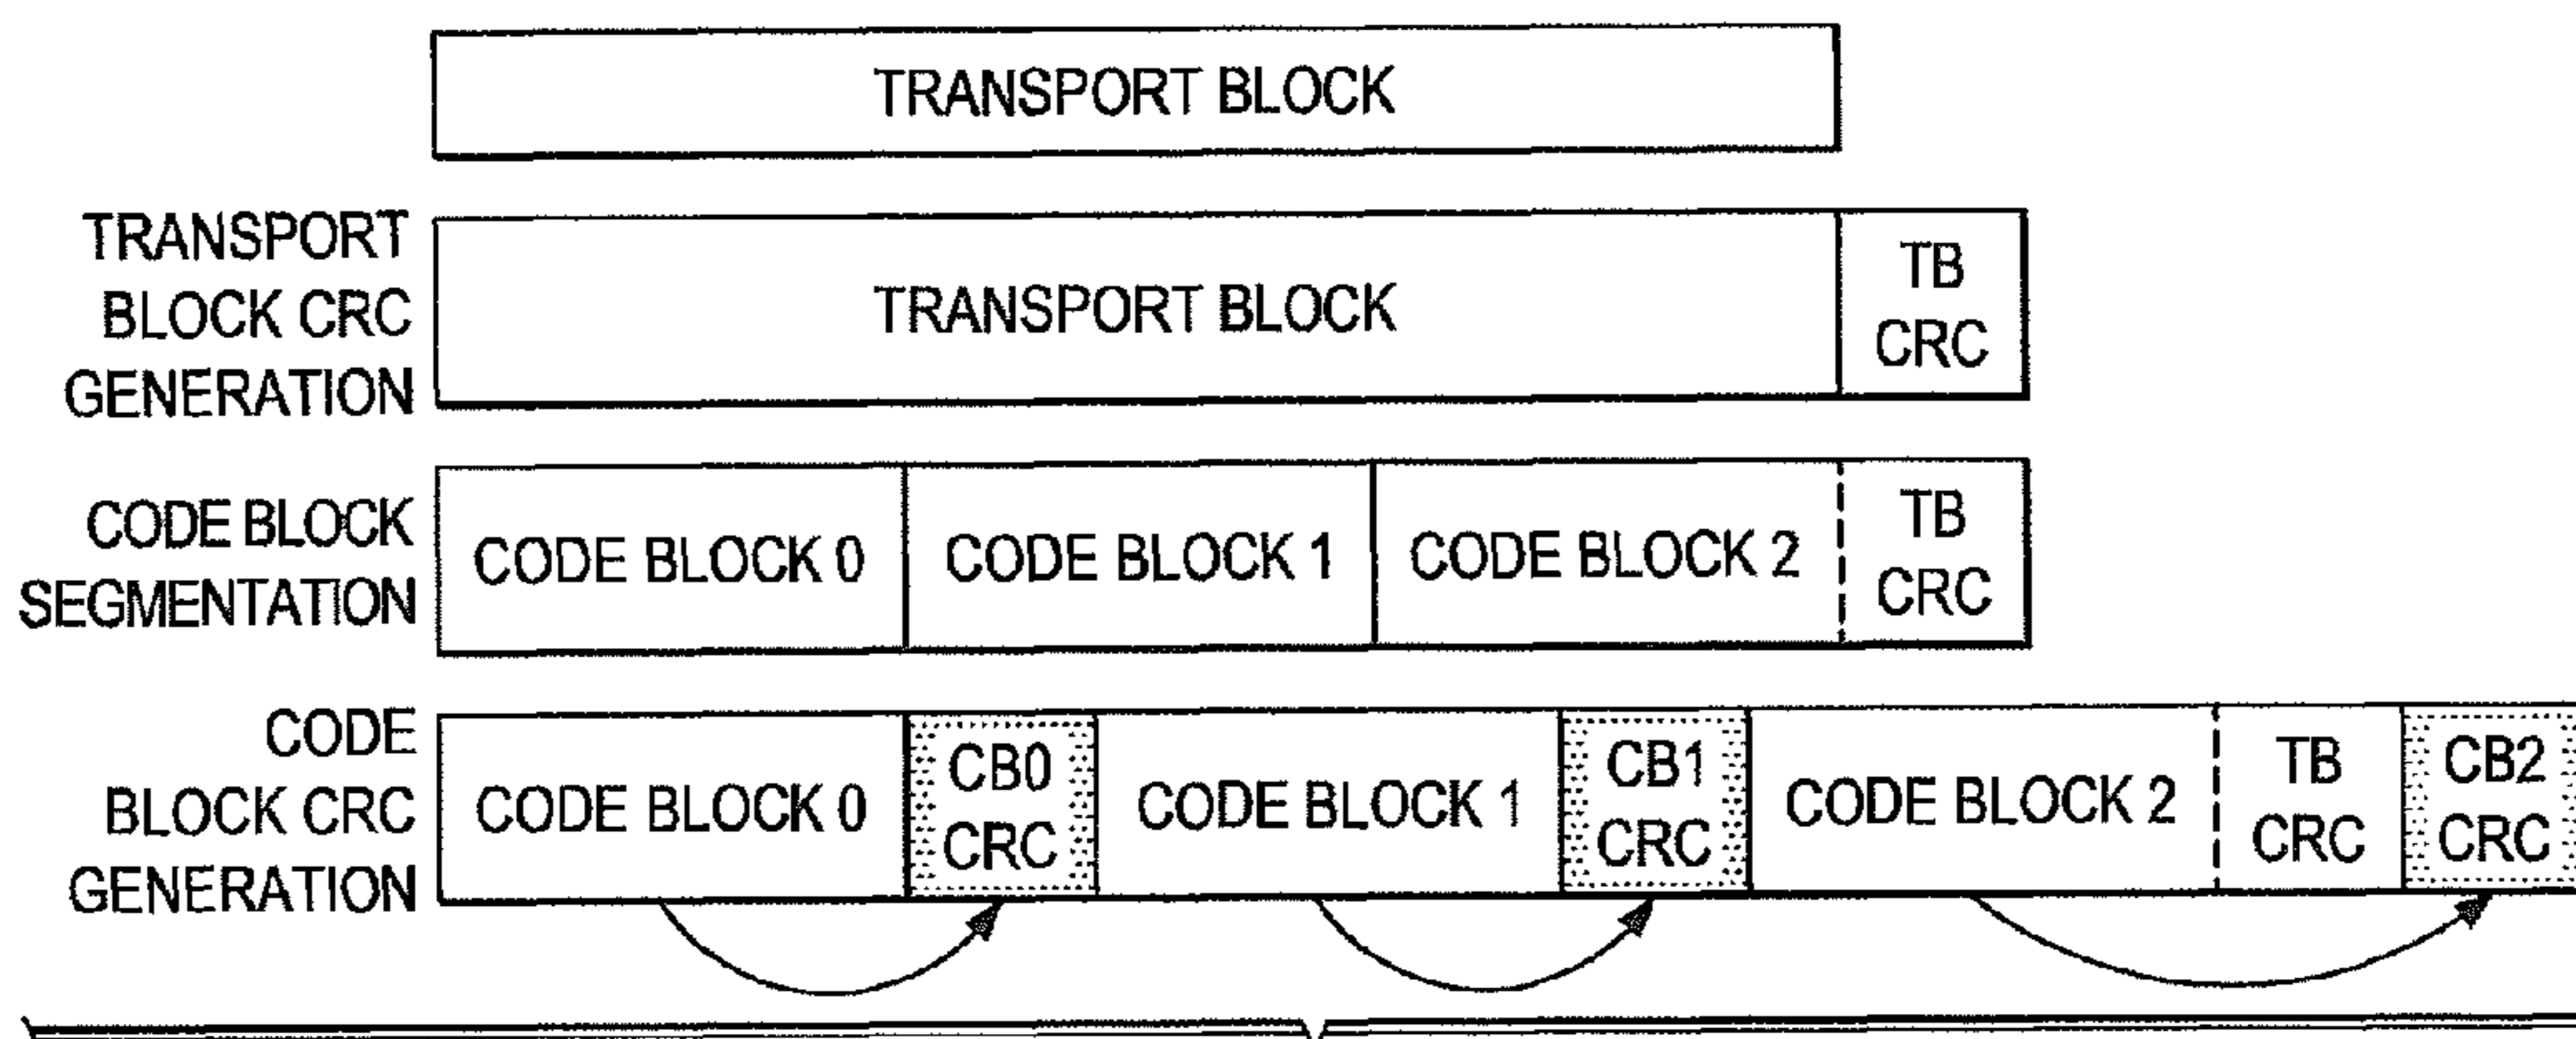 TRANSPORT BLOCK
TRANSPORT
BLOCK CRC
GENERATION
TRANSPORT BLOCK
TB
CRC
CODE BLOCK
SEGMENTATION
CODE BLOCK 0
CODE BLOCK 1
CODE BLOCK 2
TB
CRC
CODE
BLOCK CRC
GENERATION
CODE BLOCK 0
CB0
CRC
CODE BLOCK 1
CB1
CRC
CODE BLOCK 2
TB
CRC
CB2
CRC